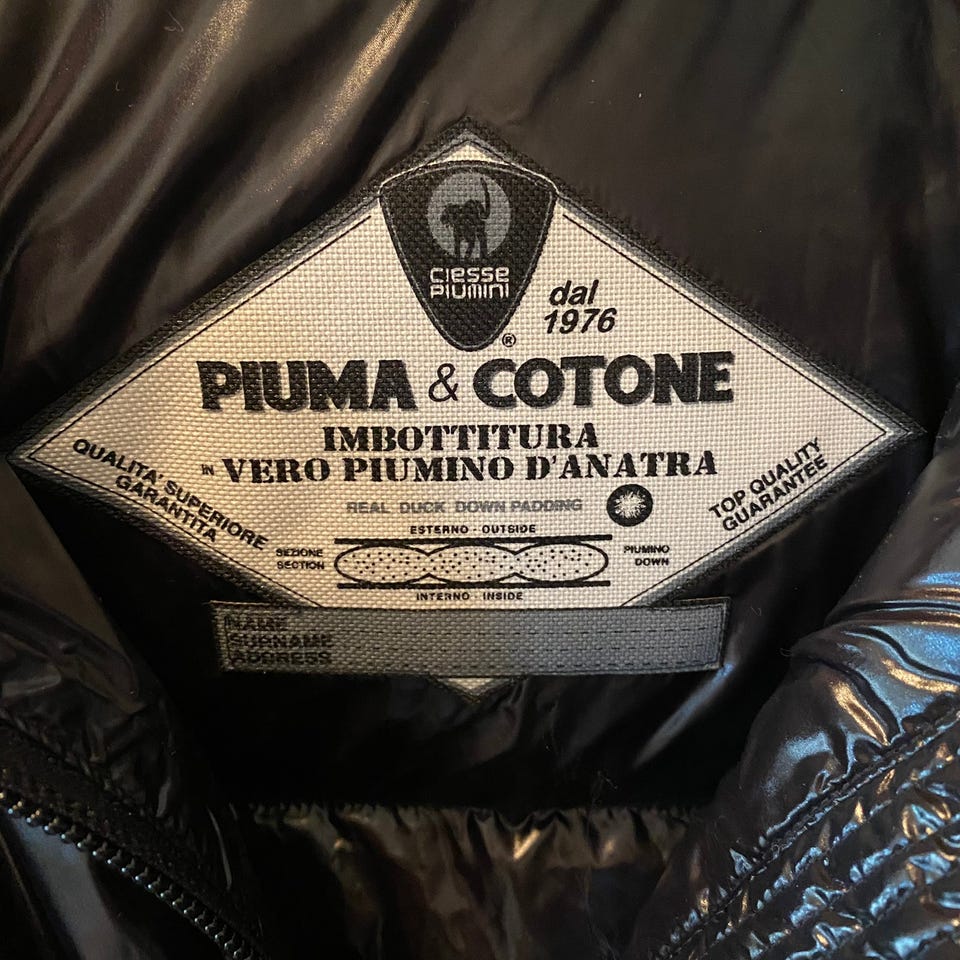 CIESSE
PIUMINI
®
dal
1976
PIUMA & COTONE
IMBOTTITURA
IN VERO PIUMINO D'ANATRA
REAL DUCK DOWN PADDING
QUALITA' SUPERIORE
GARANTITA
TOP QUALITY
GUARANTEE
ESTERNO - OUTSIDE
SEZIONE
SECTION
PIUMINO
DOWN
INTERNO - INSIDE
NAME
SURNAME
ADDRESS